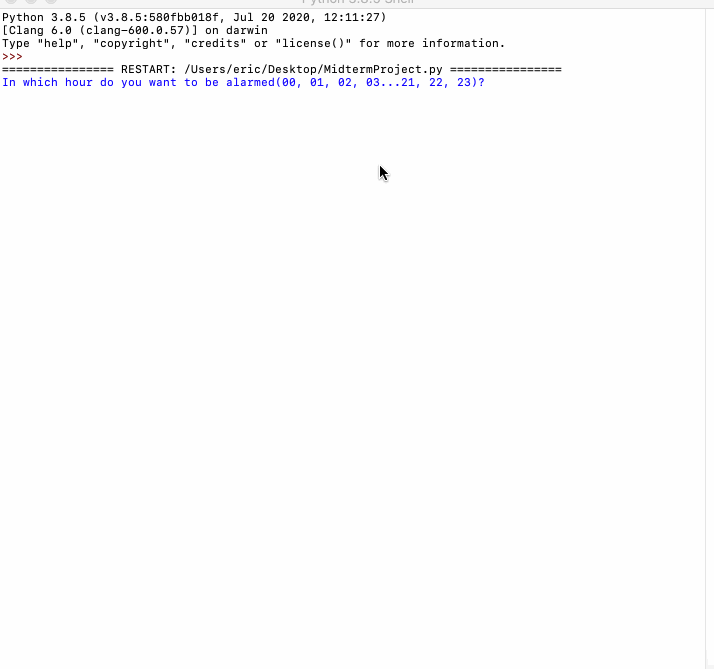 Python 3.8.5 Shell
Python 3.8.5 (v3.8.5:580fbb018f, Jul 20 2020, 12:11:27)
[Clang 6.0 (clang-600.0.57)] on darwin
Type "help", "copyright", "credits" or "license()" for more information.
>>>
================ RESTART: /Users/eric/Desktop/MidtermProject.py ================
In which hour do you want to be alarmed(00, 01, 02, 03...21, 22, 23)?